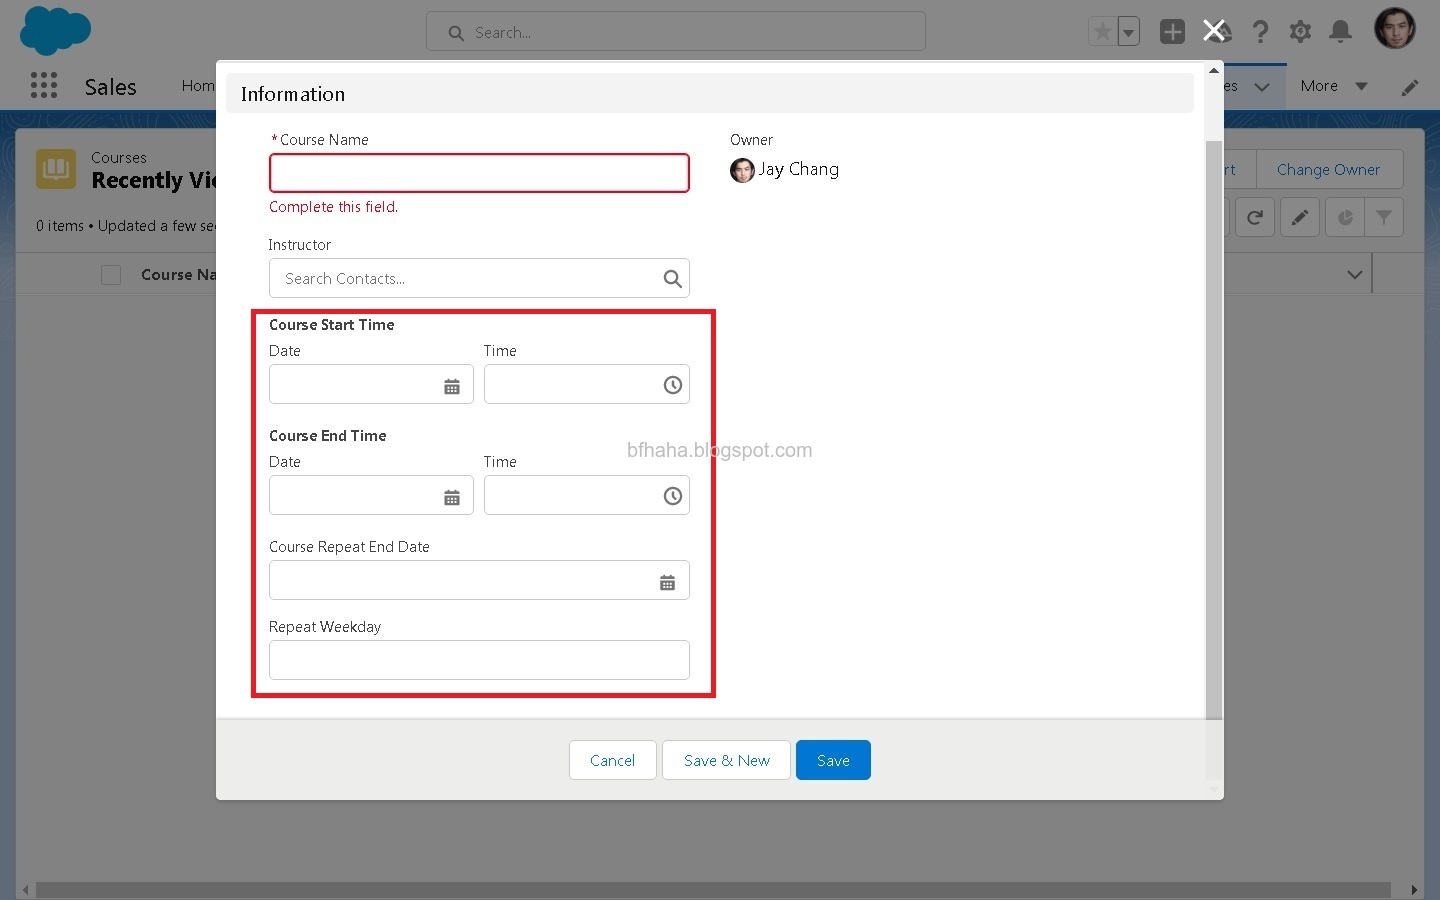 Search...
Sales
Hom
es
More
Information
* Course Name
Owner
Jay Chang
Complete this field.
Instructor
Search Contacts...
Course Start Time
Date
Time
Course End Time
Date
Time
bfhaha.blogspot.com
Course Repeat End Date
Repeat Weekday
Cancel
Save & New
Save
Courses
Recently Vie
rt
Change Owner
0 items • Updated a few se
Course Na